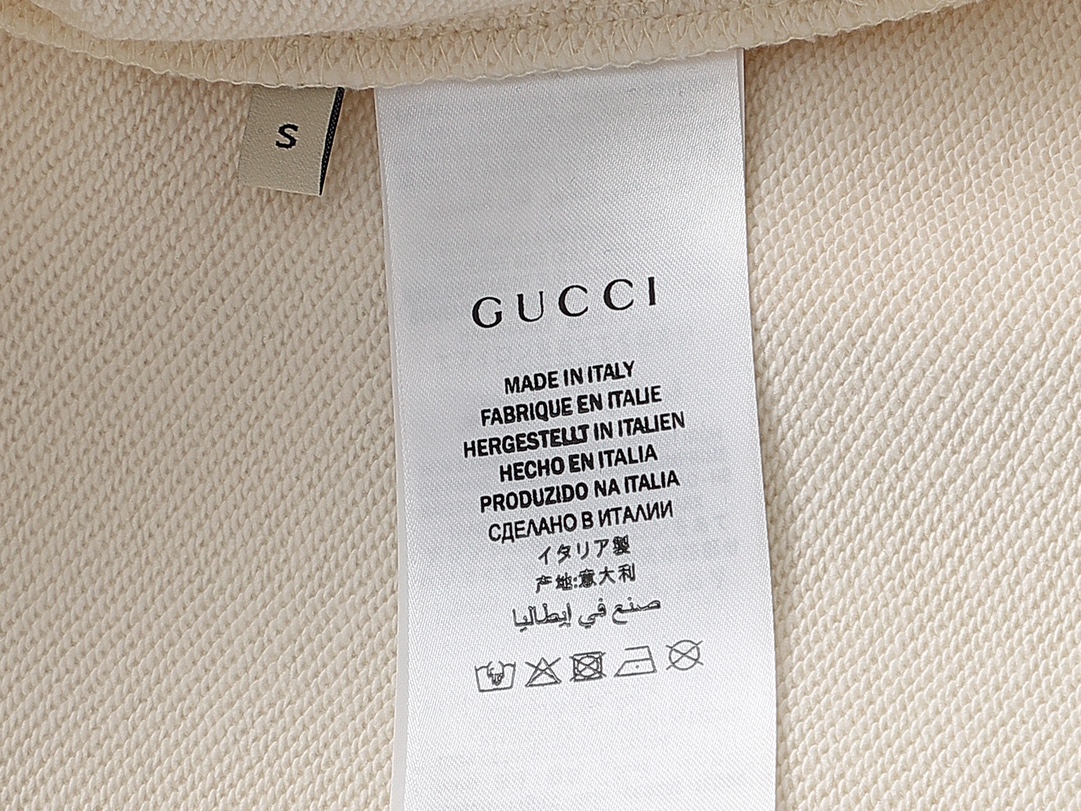 S
GUCCI
MADE IN ITALY
FABRIQUE EN ITALIE
HERGESTELLT IN ITALIEN
HECHO EN ITALIA
PRODUZIDO NA ITALIA
СДЕЛАНО В ИТАЛИИ
イタリア製
产地:意大利
صنع في إيطاليا